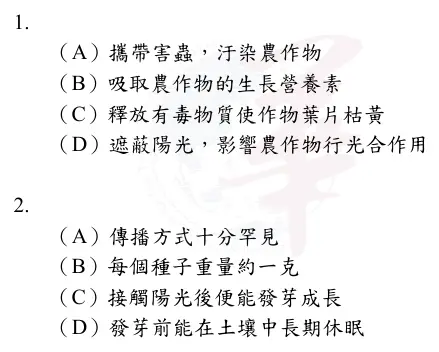 1.
（A）攜帶害蟲，汙染農作物
（B）吸取農作物的生長營養素
（C）釋放有毒物質使作物葉片枯黃
（D）遮蔽陽光，影響農作物行光合作用
2.
（A）傳播方式十分罕見
（B）每個種子重量約一克
（C）接觸陽光後便能發芽成長
（D）發芽前能在土壤中長期休眠